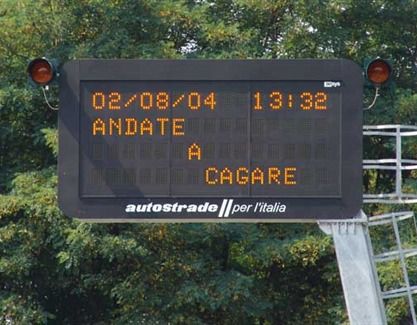 02/08/04 13:32
ANDATE
A
CAGARE
autostrade//per l'italia